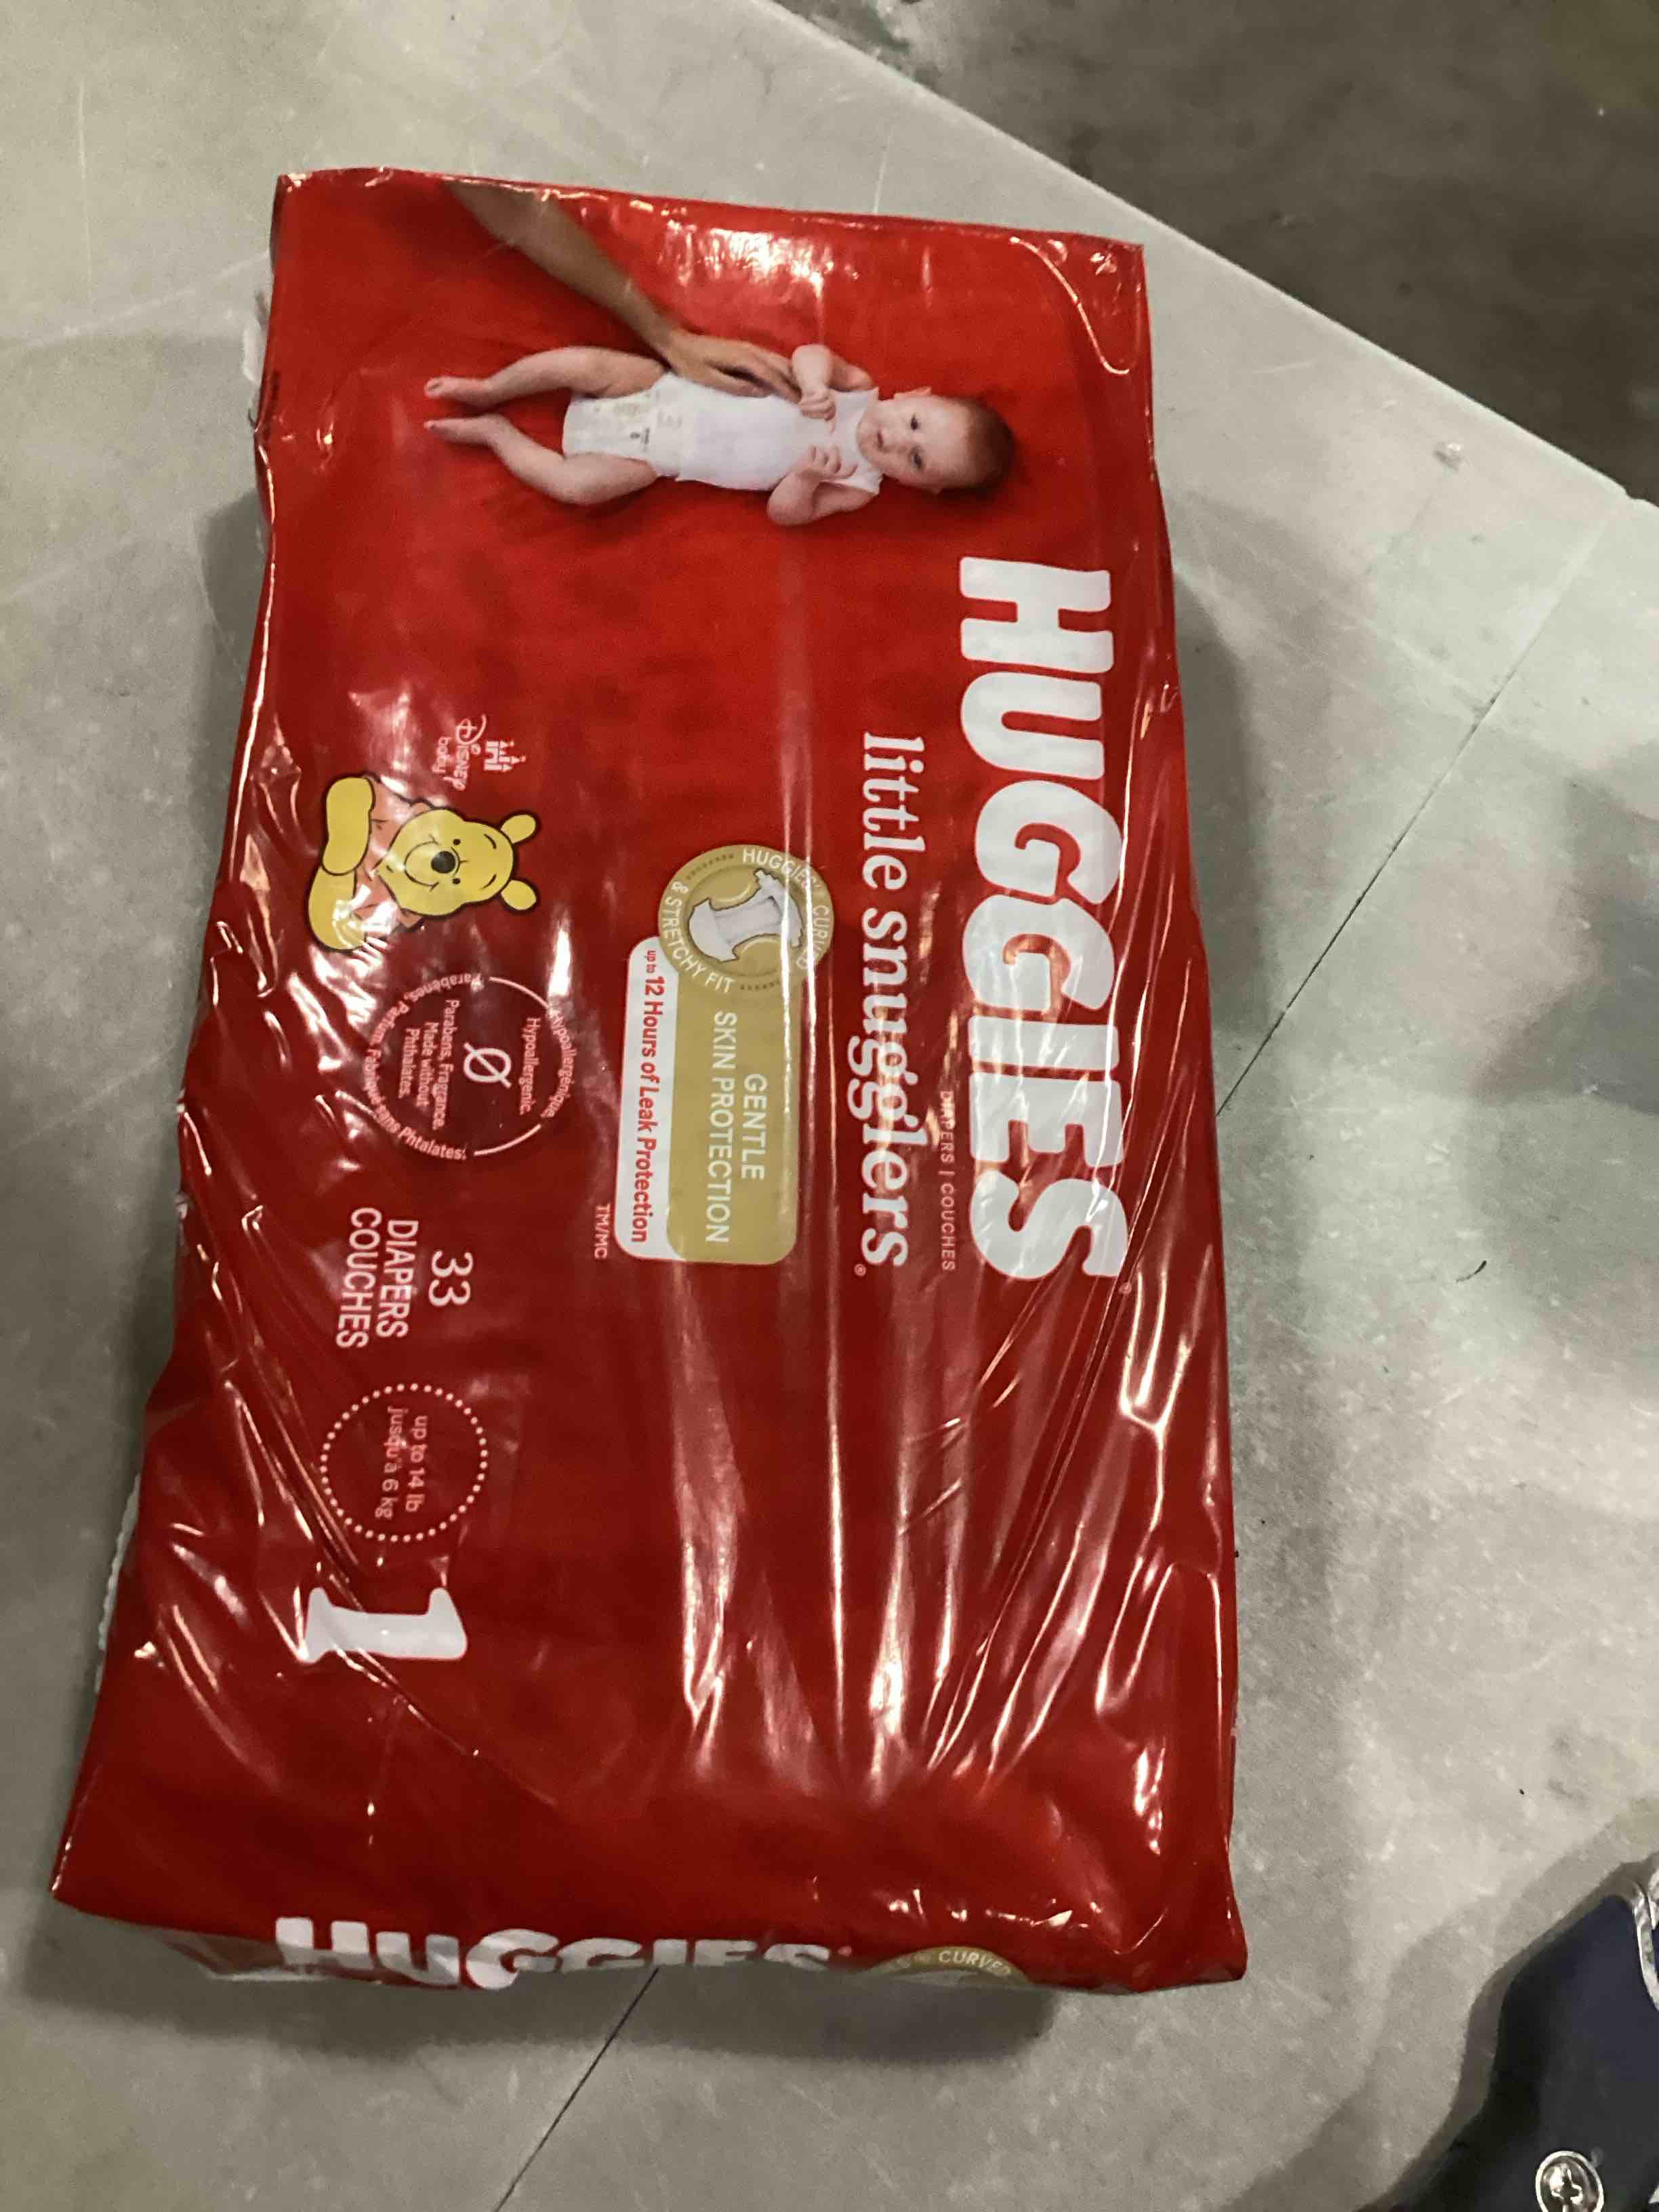 HUGGIES®
DIAPERS | COUCHES
little snugglers®
HUGGIES® CURVED
& STRETCHY FIT
GENTLE
SKIN PROTECTION
up to 12 Hours of Leak Protection
TM/MC
Disney
baby
Hypoallergénique
Hypoallergenic.
Parabens, Fragrance.
Made without
Phthalates.
Phtalates.
33
DIAPERS
COUCHES
up to 14 lb
jusqu'à 6 kg
1
HUGGIES
CURVED